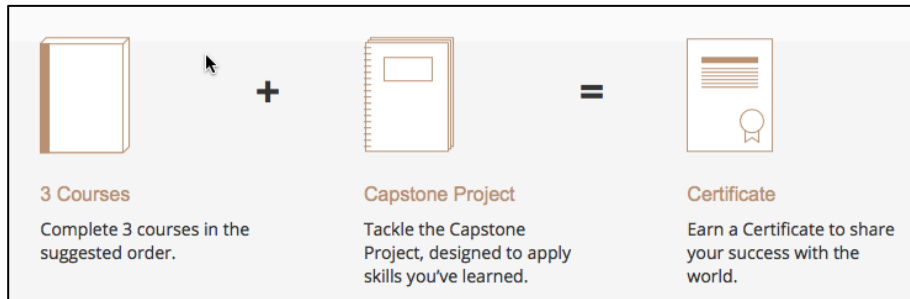 +
=
3 Courses
Complete 3 courses in the
suggested order.
Capstone Project
Tackle the Capstone
Project, designed to apply
skills you’ve learned.
Certificate
Earn a Certificate to share
your success with the
world.